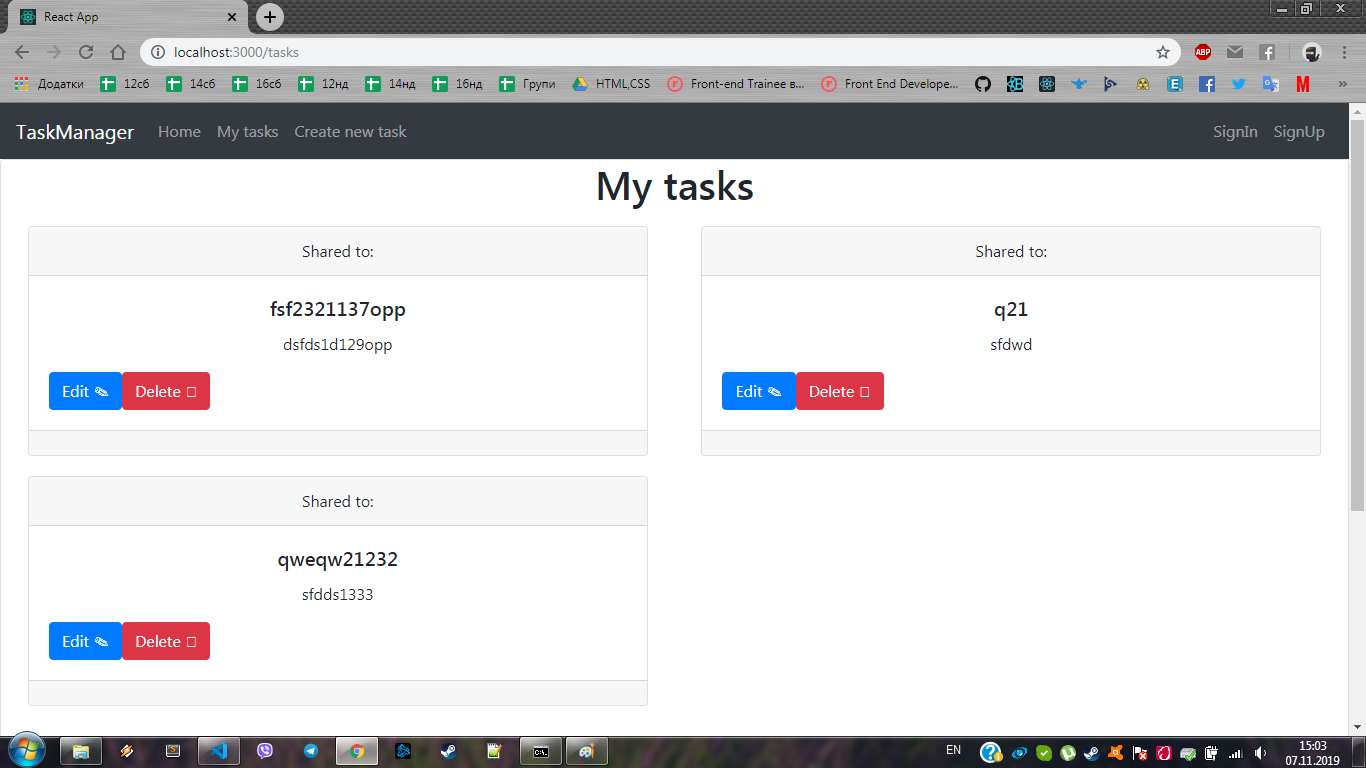 React App
localhost:3000/tasks
Додатки 12сб 14сб 16сб 12нд 14нд 16нд Групи HTML,CSS Front-end Trainee в... Front End Develope... »
TaskManager Home My tasks Create new task SignIn SignUp
My tasks
Shared to:
fsf2321137opp
dsfds1d129opp
Edit ✎ Delete
Shared to:
q21
sfdwd
Edit ✎ Delete
Shared to:
qweqw21232
sfdds1333
Edit ✎ Delete
EN
15:03
07.11.2019